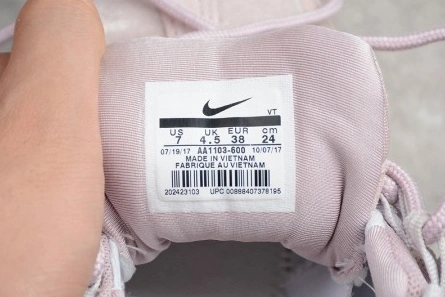 VT
US UK EUR cm
7 4.5 38 24
07/19/17 AA1103-600 10/07/17
MADE IN VIETNAM
FABRIQUE AU VIETNAM
202423103 UPC 00888407378195